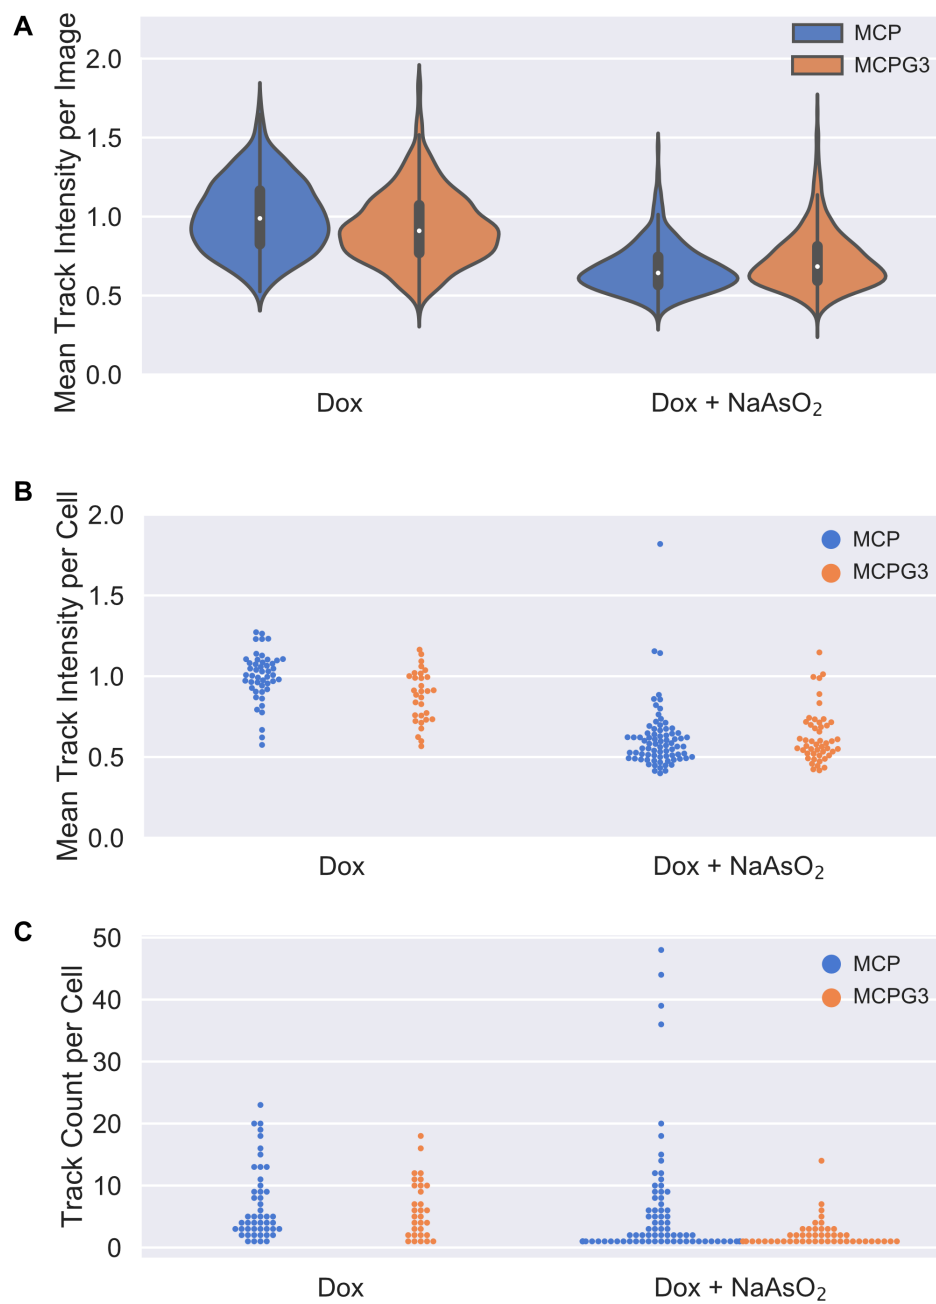 A
Mean Track Intensity per Image
2.0
1.5
1.0
0.5
0.0
MCP
MCPG3
Dox
Dox + NaAsO₂
B
Mean Track Intensity per Cell
2.0
1.5
1.0
0.5
0.0
MCP
MCPG3
Dox
Dox + NaAsO₂
C
Track Count per Cell
50
40
30
20
10
0
MCP
MCPG3
Dox
Dox + NaAsO₂